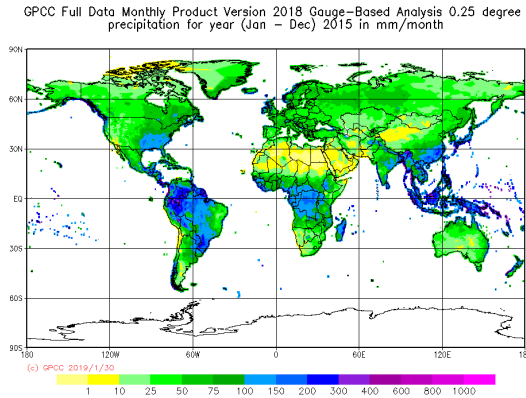 GPCC Full Data Monthly Product Version 2018 Gauge-Based Analysis 0.25 degree
precipitation for year (Jan - Dec) 2015 in mm/month
90N
60N
30N
EQ
30S
60S
90S
180 120W 60W 0 60E 120E 18
(c) GPCC 2019/1/30
1 10 25 50 75 100 150 200 300 400 600 800 1000